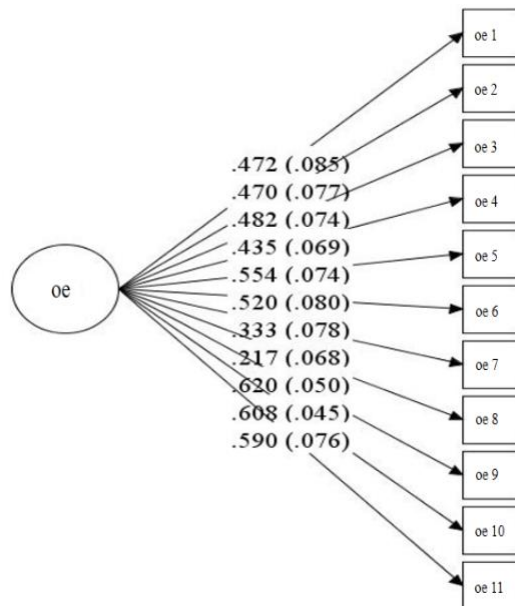 oe 1
oe 2
oe 3
oe 4
oe 5
oe 6
oe 7
oe 8
oe 9
oe 10
oe 11
oe
.472 (.085)
.470 (.077)
.482 (.074)
.435 (.069)
.554 (.074)
.520 (.080)
.333 (.078)
.217 (.068)
.620 (.050)
.608 (.045)
.590 (.076)